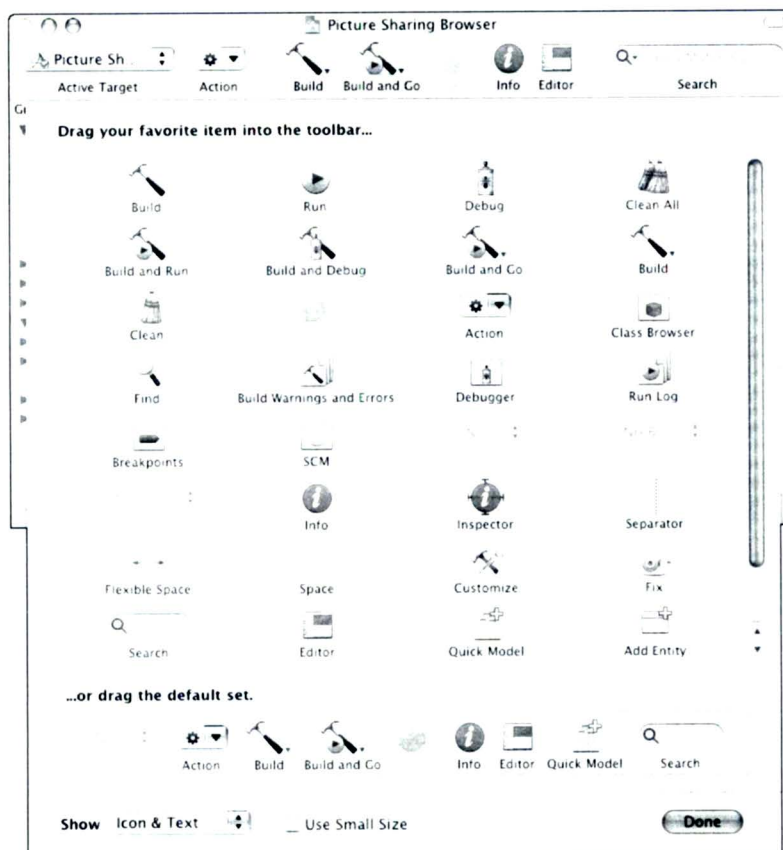 Picture Sharing Browser
Picture Sh...
Active Target
Action
Build
Build and Go
Info
Editor
Search
Drag your favorite item into the toolbar...
Build
Run
Debug
Clean All
Build and Run
Build and Debug
Build and Go
Build
Clean
Action
Class Browser
Find
Build Warnings and Errors
Debugger
Run Log
Breakpoints
SCM
Info
Inspector
Separator
Flexible Space
Space
Customize
Fix
Search
Editor
Quick Model
Add Entity
...or drag the default set.
Action
Build
Build and Go
Info
Editor
Quick Model
Search
Show
Icon & Text
Use Small Size
Done